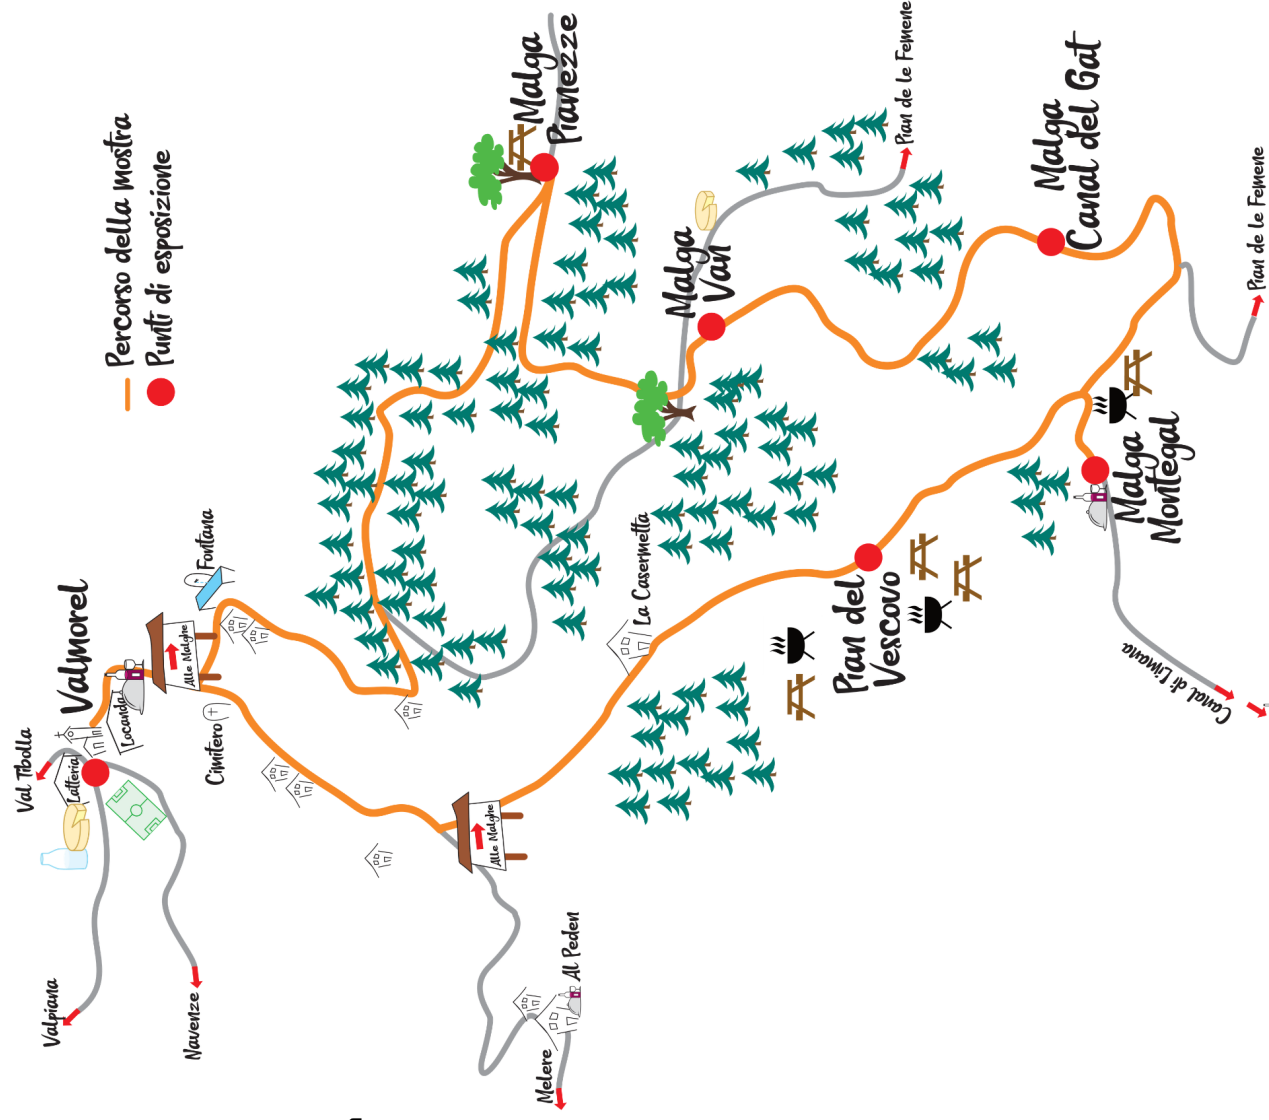 Percorso della mostra
Punti di esposizione
Val Tibolla
Valmorel
Latteria
Locanda
Alle Malghe
Fontana
Cimitero
Valpiana
Navenze
Alle Malghe
Melere
Al Peden
Malga
Pianezze
La Casermetta
Malga
Van
Pian de le Femene
Pian del
Vescovo
Malga
Canal del Gat
Malga
Montegal
Canal di Limana
Pian de le Femene